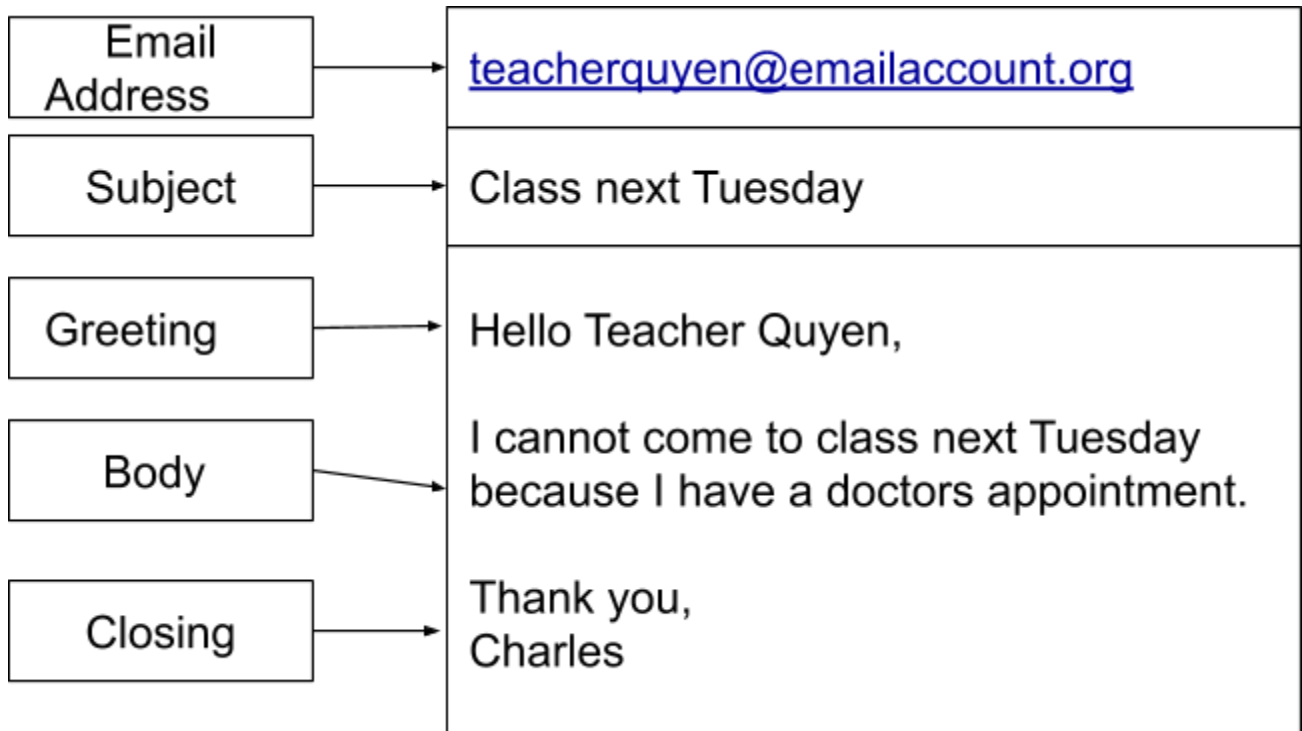 Email
Address
teacherquyen@emailaccount.org
Subject
Class next Tuesday
Greeting
Hello Teacher Quyen,
Body
I cannot come to class next Tuesday
because I have a doctors appointment.
Closing
Thank you,
Charles